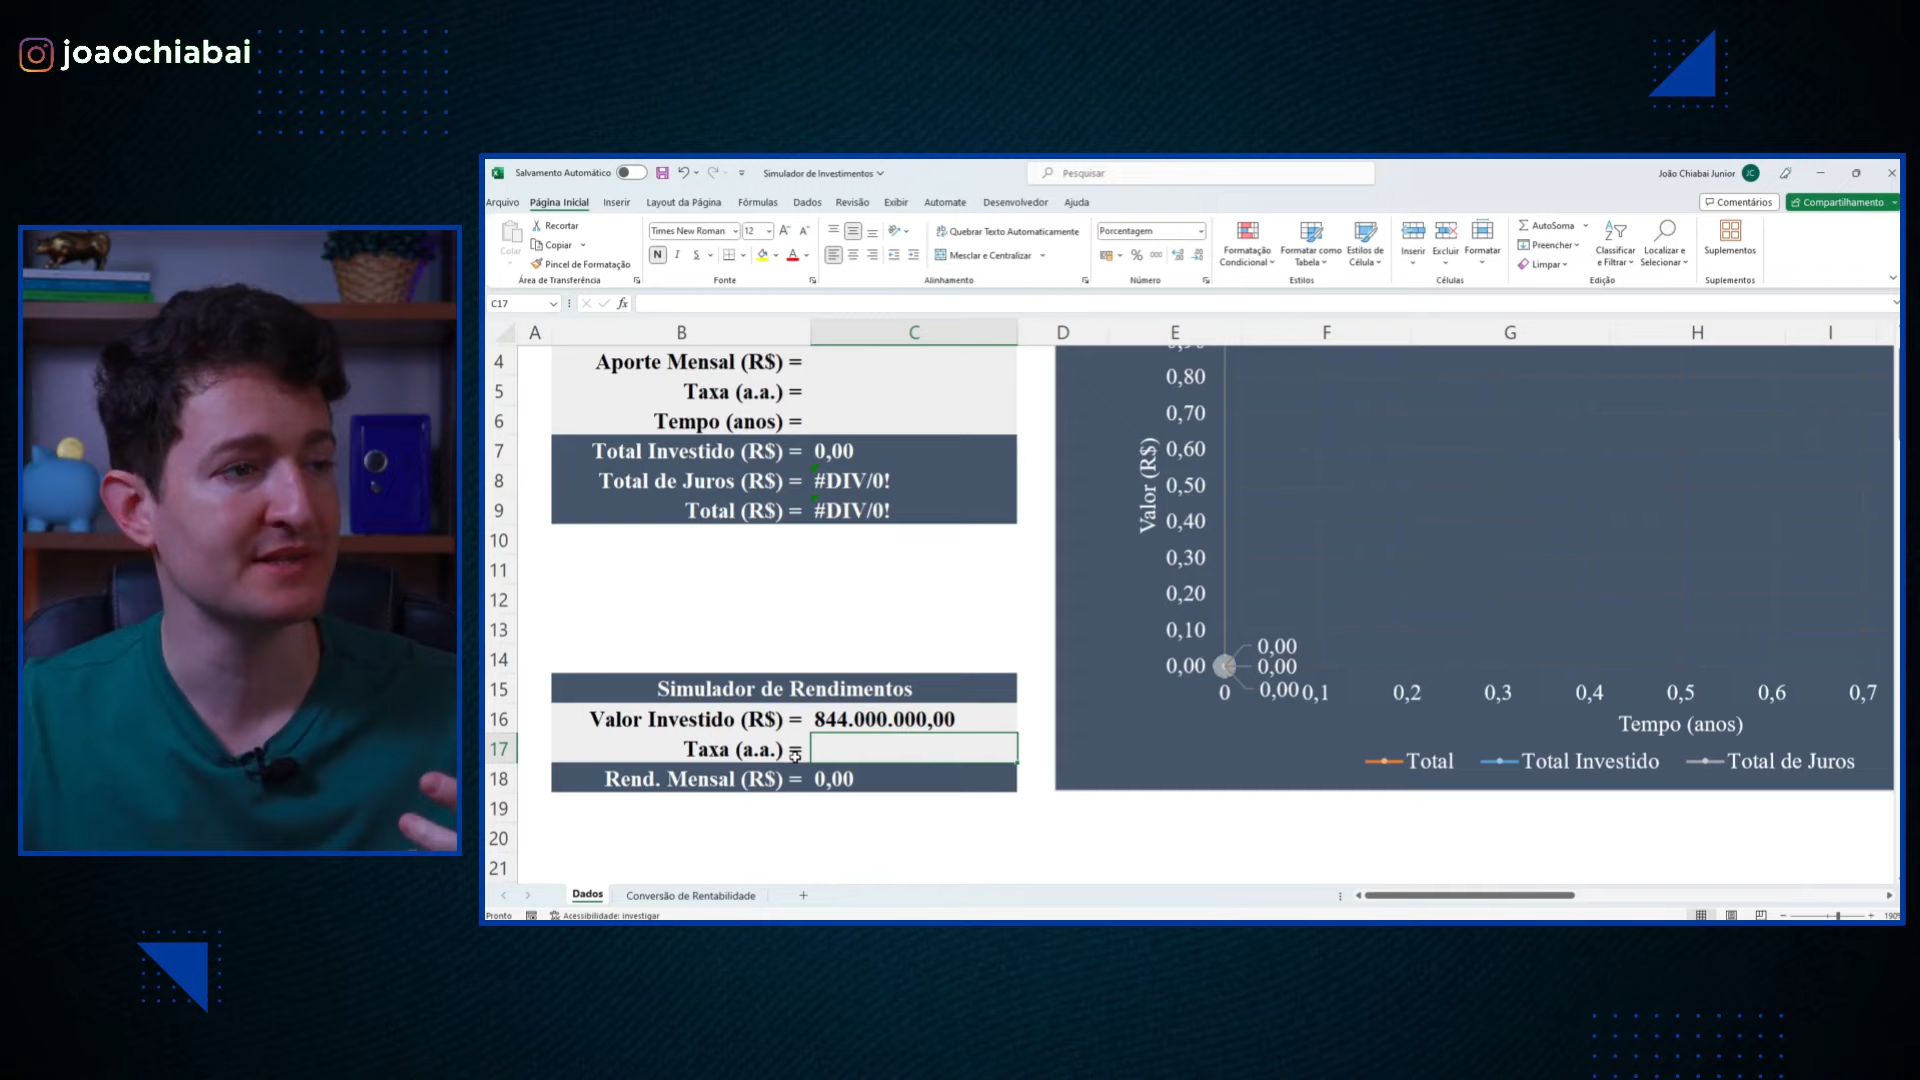 joaochiabai
Salvamento Automático
Simulador de Investimentos
Pesquisar
João Chiabai Junior
JC
Arquivo
Página Inicial
Inserir
Layout da Página
Fórmulas
Dados
Revisão
Exibir
Automate
Desenvolvedor
Ajuda
Comentários
Compartilhamento
Colar
Recortar
Copiar
Pincel de Formatação
Área de Transferência
Times New Roman
12
N I S
Fonte
Quebrar Texto Automaticamente
Mesclar e Centralizar
Alinhamento
Porcentagem
Número
Formatação Condicional
Formatar como Tabela
Estilos de Célula
Estilos
Inserir
Excluir
Formatar
Células
AutoSoma
Preencher
Limpar
Classificar e Filtrar
Localizar e Selecionar
Edição
Suplementos
Suplementos
C17
fx
A B C D E F G H I
4 Aporte Mensal (R$) =
5 Taxa (a.a.) =
6 Tempo (anos) =
7 Total Investido (R$) = 0,00
8 Total de Juros (R$) = #DIV/0!
9 Total (R$) = #DIV/0!
10
11
12
13
14
15 Simulador de Rendimentos
16 Valor Investido (R$) = 844.000.000,00
17 Taxa (a.a.) =
18 Rend. Mensal (R$) = 0,00
19
20
21
Valor (R$)
0,90
0,80
0,70
0,60
0,50
0,40
0,30
0,20
0,10
0,00
0,00
0,00
0,00
0 0,1 0,2 0,3 0,4 0,5 0,6 0,7
Tempo (anos)
Total Total Investido Total de Juros
Dados
Conversão de Rentabilidade
Pronto
Acessibilidade: investigar
190%